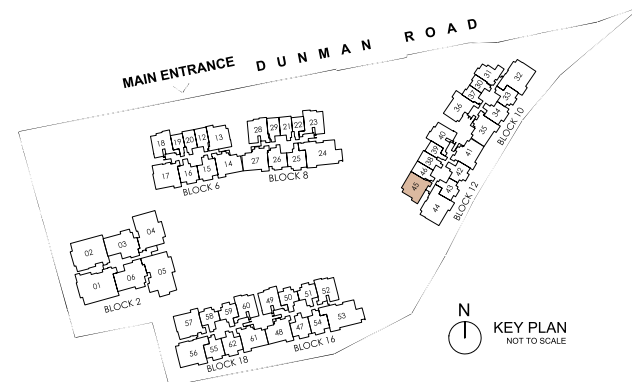 DUNMAN ROAD
MAIN ENTRANCE
18 19 20 12 13
17 16 15 14
BLOCK 6
28 29 21 22 23
27 26 25 24
BLOCK 8
31 32
30
37 33
36 34
35
BLOCK 10
40
39 41
38
46 42
45 43
44
BLOCK 12
02 03 04
01 06 05
BLOCK 2
57 58 59 60
56 55 62 61
BLOCK 18
49 50 51 52
48 47 54 53
BLOCK 16
N
KEY PLAN
NOT TO SCALE